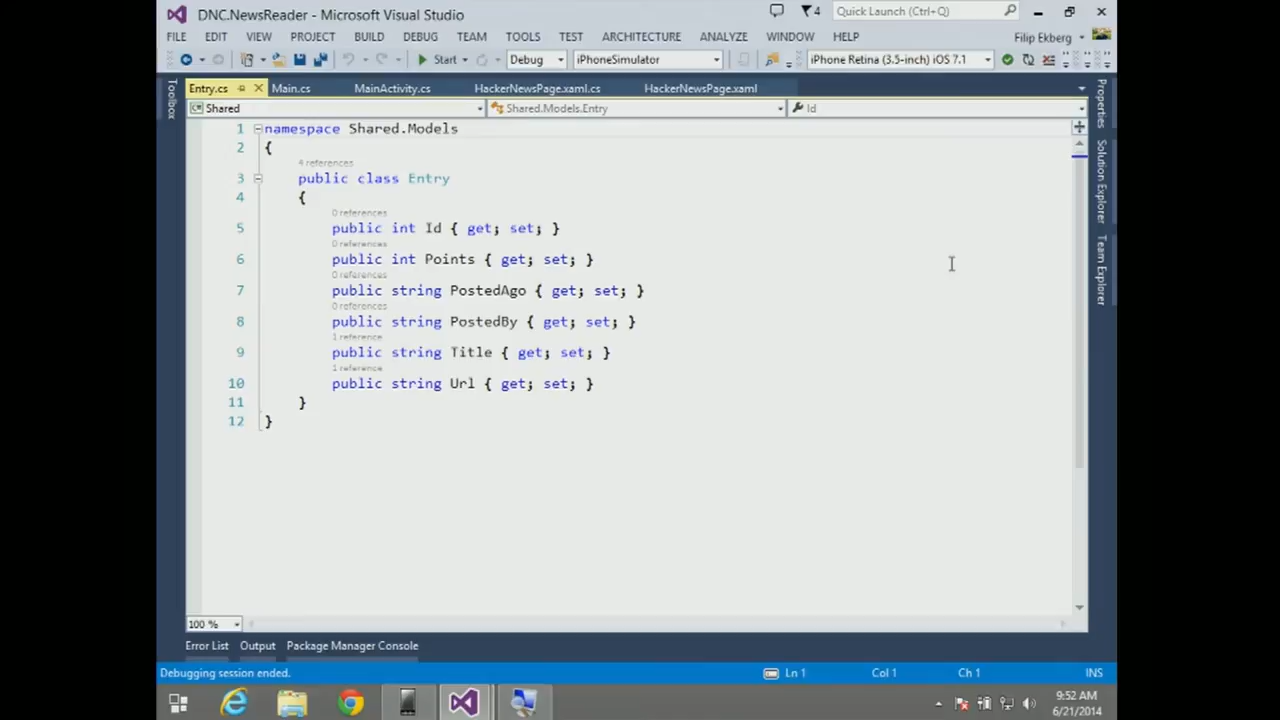 DNC.NewsReader - Microsoft Visual Studio
4
Quick Launch (Ctrl+Q)
FILE EDIT VIEW PROJECT BUILD DEBUG TEAM TOOLS TEST ARCHITECTURE ANALYZE WINDOW HELP
Filip Ekberg
Start
Debug
iPhoneSimulator
iPhone Retina (3.5-inch) iOS 7.1
Toolbox
Entry.cs
Main.cs
MainActivity.cs
HackerNewsPage.xaml.cs
HackerNewsPage.xaml
Shared
Shared.Models.Entry
Id
Properties
Solution Explorer
Team Explorer
1 namespace Shared.Models
2 {
4 references
3 public class Entry
4 {
0 references
5 public int Id { get; set; }
0 references
6 public int Points { get; set; }
0 references
7 public string PostedAgo { get; set; }
0 references
8 public string PostedBy { get; set; }
1 reference
9 public string Title { get; set; }
1 reference
10 public string Url { get; set; }
11 }
12 }
100 %
Error List Output Package Manager Console
Debugging session ended.
Ln 1
Col 1
Ch 1
INS
9:52 AM
6/21/2014